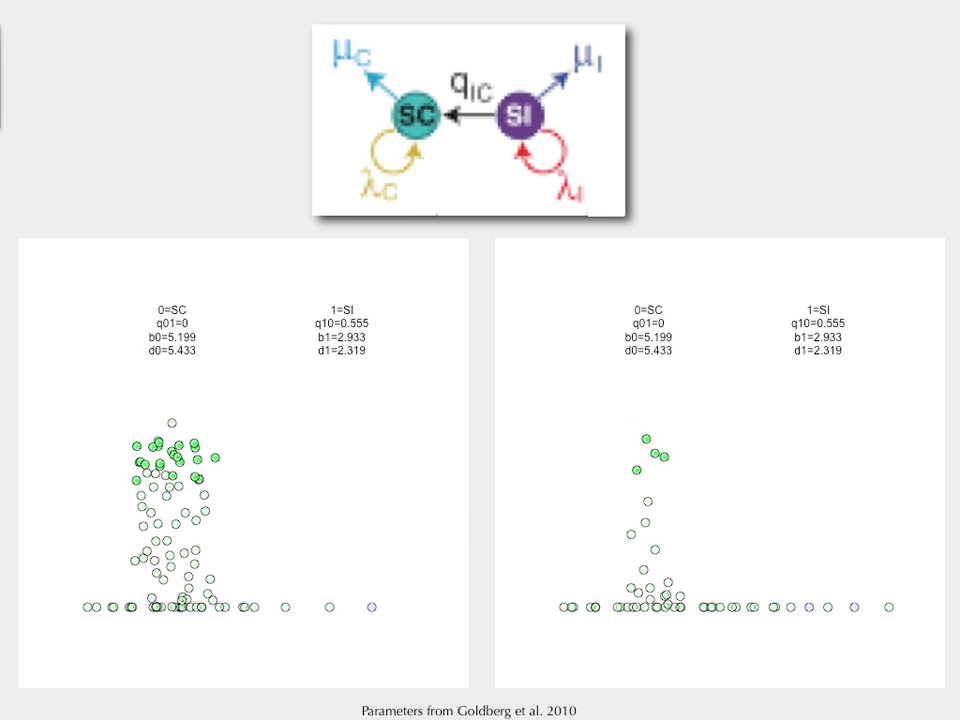 μC
μI
qIC
SC
SI
λC
λI
0=SC
q01=0
b0=5.199
d0=5.433
1=SI
q10=0.555
b1=2.933
d1=2.319
0=SC
q01=0
b0=5.199
d0=5.433
1=SI
q10=0.555
b1=2.933
d1=2.319
Parameters from Goldberg et al. 2010